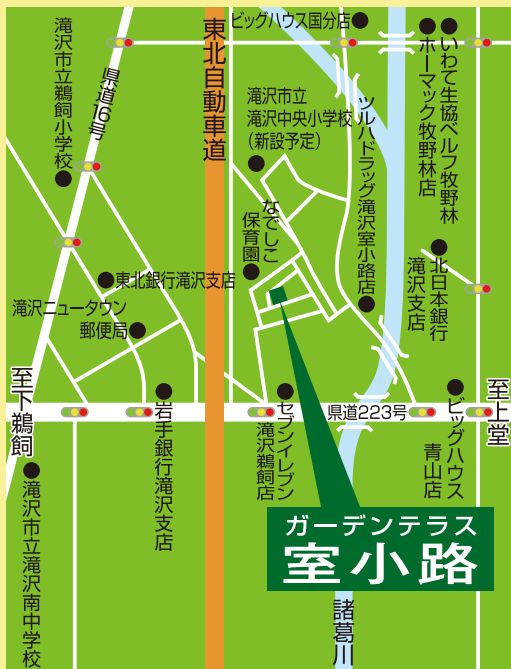 ビッグハウス国分店
東北自動車道
滝沢市立鵜飼小学校
県道16号
滝沢市立
滝沢中央小学校
（新設予定）
ツルハドラッグ滝沢室小路店
いわて生協ベルフ牧野林
ホーマック牧野林店
なでしこ
保育園
北日本銀行
滝沢支店
東北銀行滝沢支店
滝沢ニュータウン
郵便局
至下鵜飼
岩手銀行滝沢支店
セブンイレブン
滝沢鵜飼店
県道223号
ビッグハウス
青山店
至上堂
滝沢市立滝沢南中学校
ガーデンテラス
室小路
諸葛川